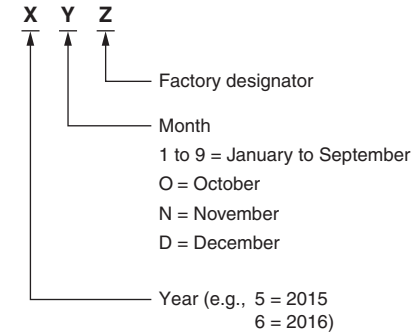 X Y Z
Factory designator
Month
1 to 9 = January to September
O = October
N = November
D = December
Year (e.g., 5 = 2015
6 = 2016)